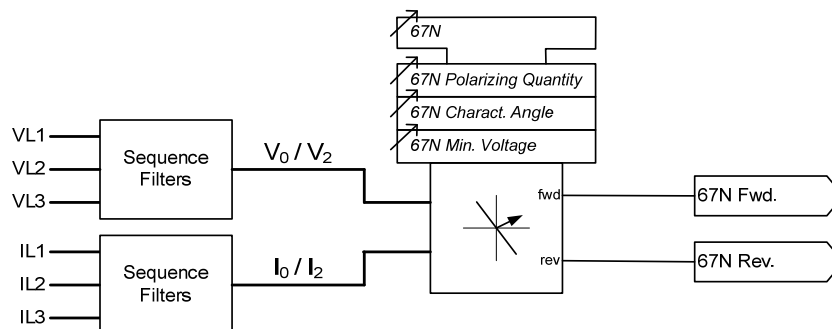 67N
67N Polarizing Quantity
67N Charact. Angle
67N Min. Voltage
VL1
VL2
VL3
Sequence
Filters
V0 / V2
fwd
67N Fwd.
IL1
IL2
IL3
Sequence
Filters
I0 / I2
rev
67N Rev.